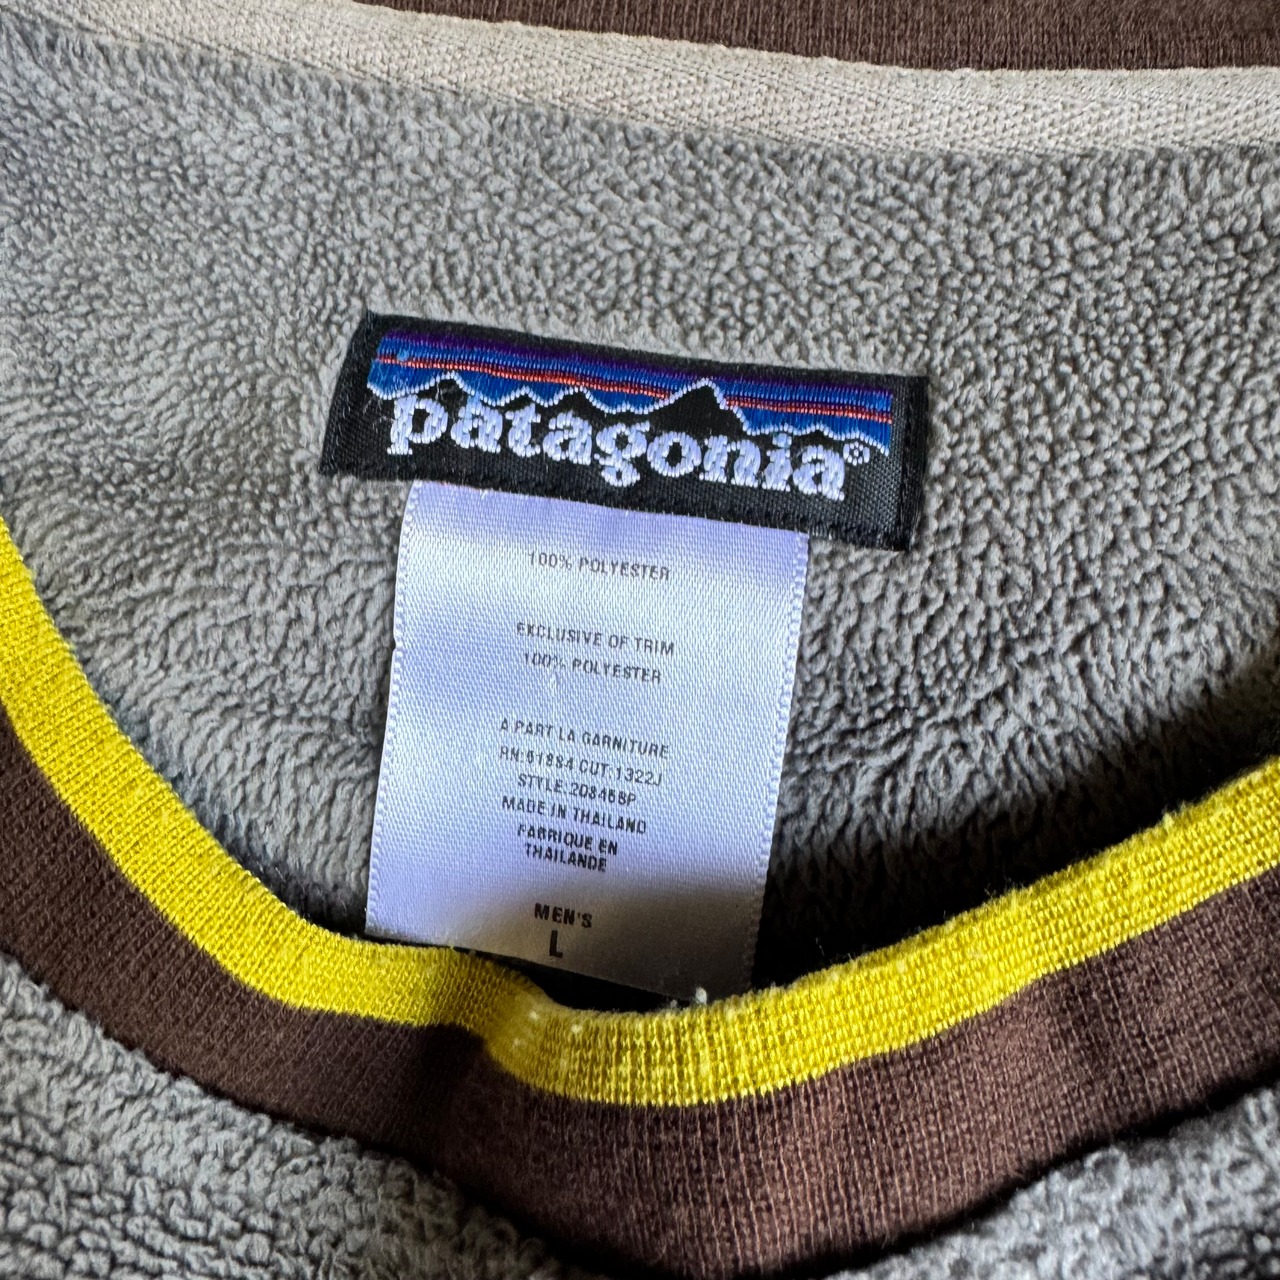 patagonia®
100% POLYESTER
EXCLUSIVE OF TRIM
100% POLYESTER
A PART LA GARNITURE
RN:51884 CUT:1322J
STYLE:20845SP
MADE IN THAILAND
FABRIQUE EN
THAILANDE
MEN'S
L